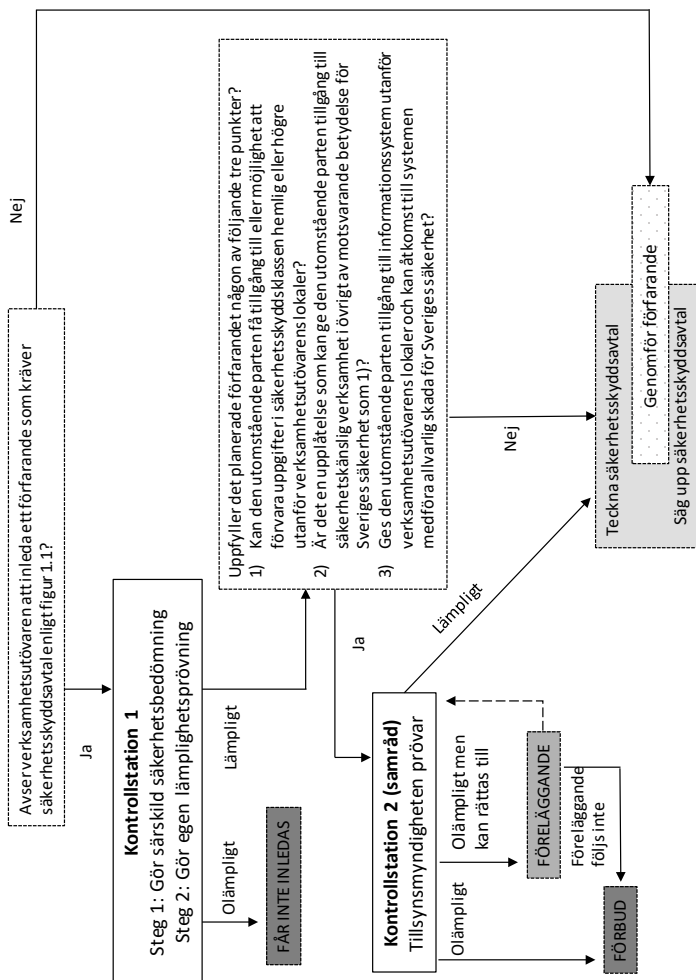 Avser verksamhetsutövaren att inleda ett förfarande som kräver
säkerhetsskyddsavtal enligt figur 1.1?
Nej
Ja
Kontrollstation 1
Steg 1: Gör särskild säkerhetsbedömning
Steg 2: Gör egen lämplighetsprövning
Olämpligt
Lämpligt
FÅR INTE INLEDAS
Uppfyller det planerade förfarandet någon av följande tre punkter?
1) Kan den utomstående parten få tillgång till eller möjlighet att
förvara uppgifter i säkerhetsskyddsklassen hemlig eller högre
utanför verksamhetsutövarens lokaler?
2) Är det en upplåtelse som kan ge den utomstående parten tillgång till
säkerhetskänslig verksamhet i övrigt av motsvarande betydelse för
Sveriges säkerhet som 1)?
3) Ges den utomstående parten tillgång till informationssystem utanför
verksamhetsutövarens lokaler och kan åtkomst till systemen
medföra allvarlig skada för Sveriges säkerhet?
Ja
Nej
Kontrollstation 2 (samråd)
Tillsynsmyndigheten prövar
Lämpligt
Olämpligt
Olämpligt men
kan rättas till
FÖRELÄGGANDE
Föreläggande
följs inte
FÖRBUD
Teckna säkerhetsskyddsavtal
Genomför förfarande
Säg upp säkerhetsskyddsavtal